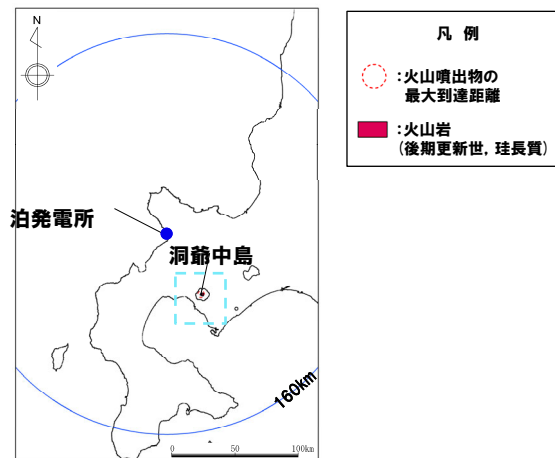 N
泊発電所
洞爺中島
160km
0 50 100km
凡 例
:火山噴出物の
最大到達距離
:火山岩
(後期更新世, 珪長質)